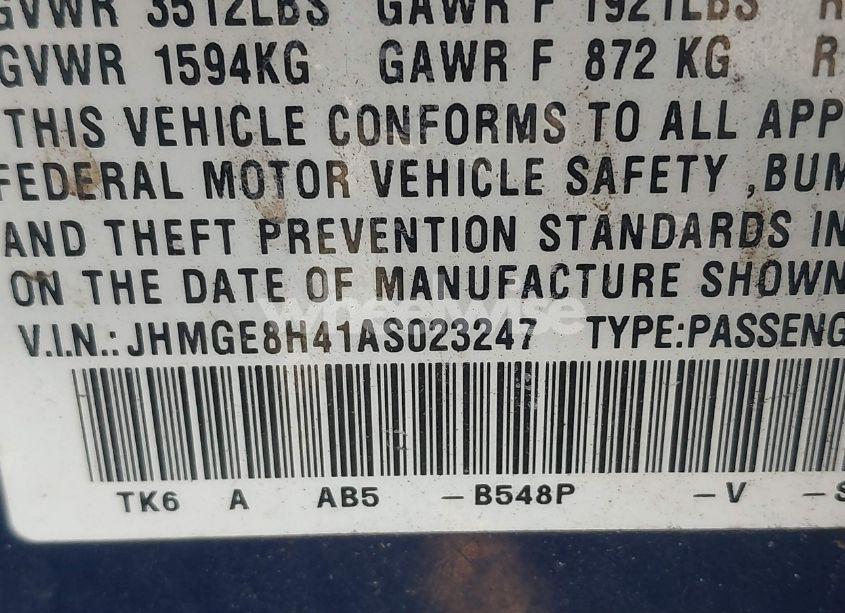 GVWR 3512LBS GAWR F 1921LBS R
GVWR 1594KG GAWR F 872 KG R
THIS VEHICLE CONFORMS TO ALL APP
FEDERAL MOTOR VEHICLE SAFETY ,BUM
AND THEFT PREVENTION STANDARDS IN
ON THE DATE OF MANUFACTURE SHOWN
wheelwise
V.I.N.: JHMGE8H41AS023247 TYPE:PASSENG
TK6 A AB5 -B548P -V -S